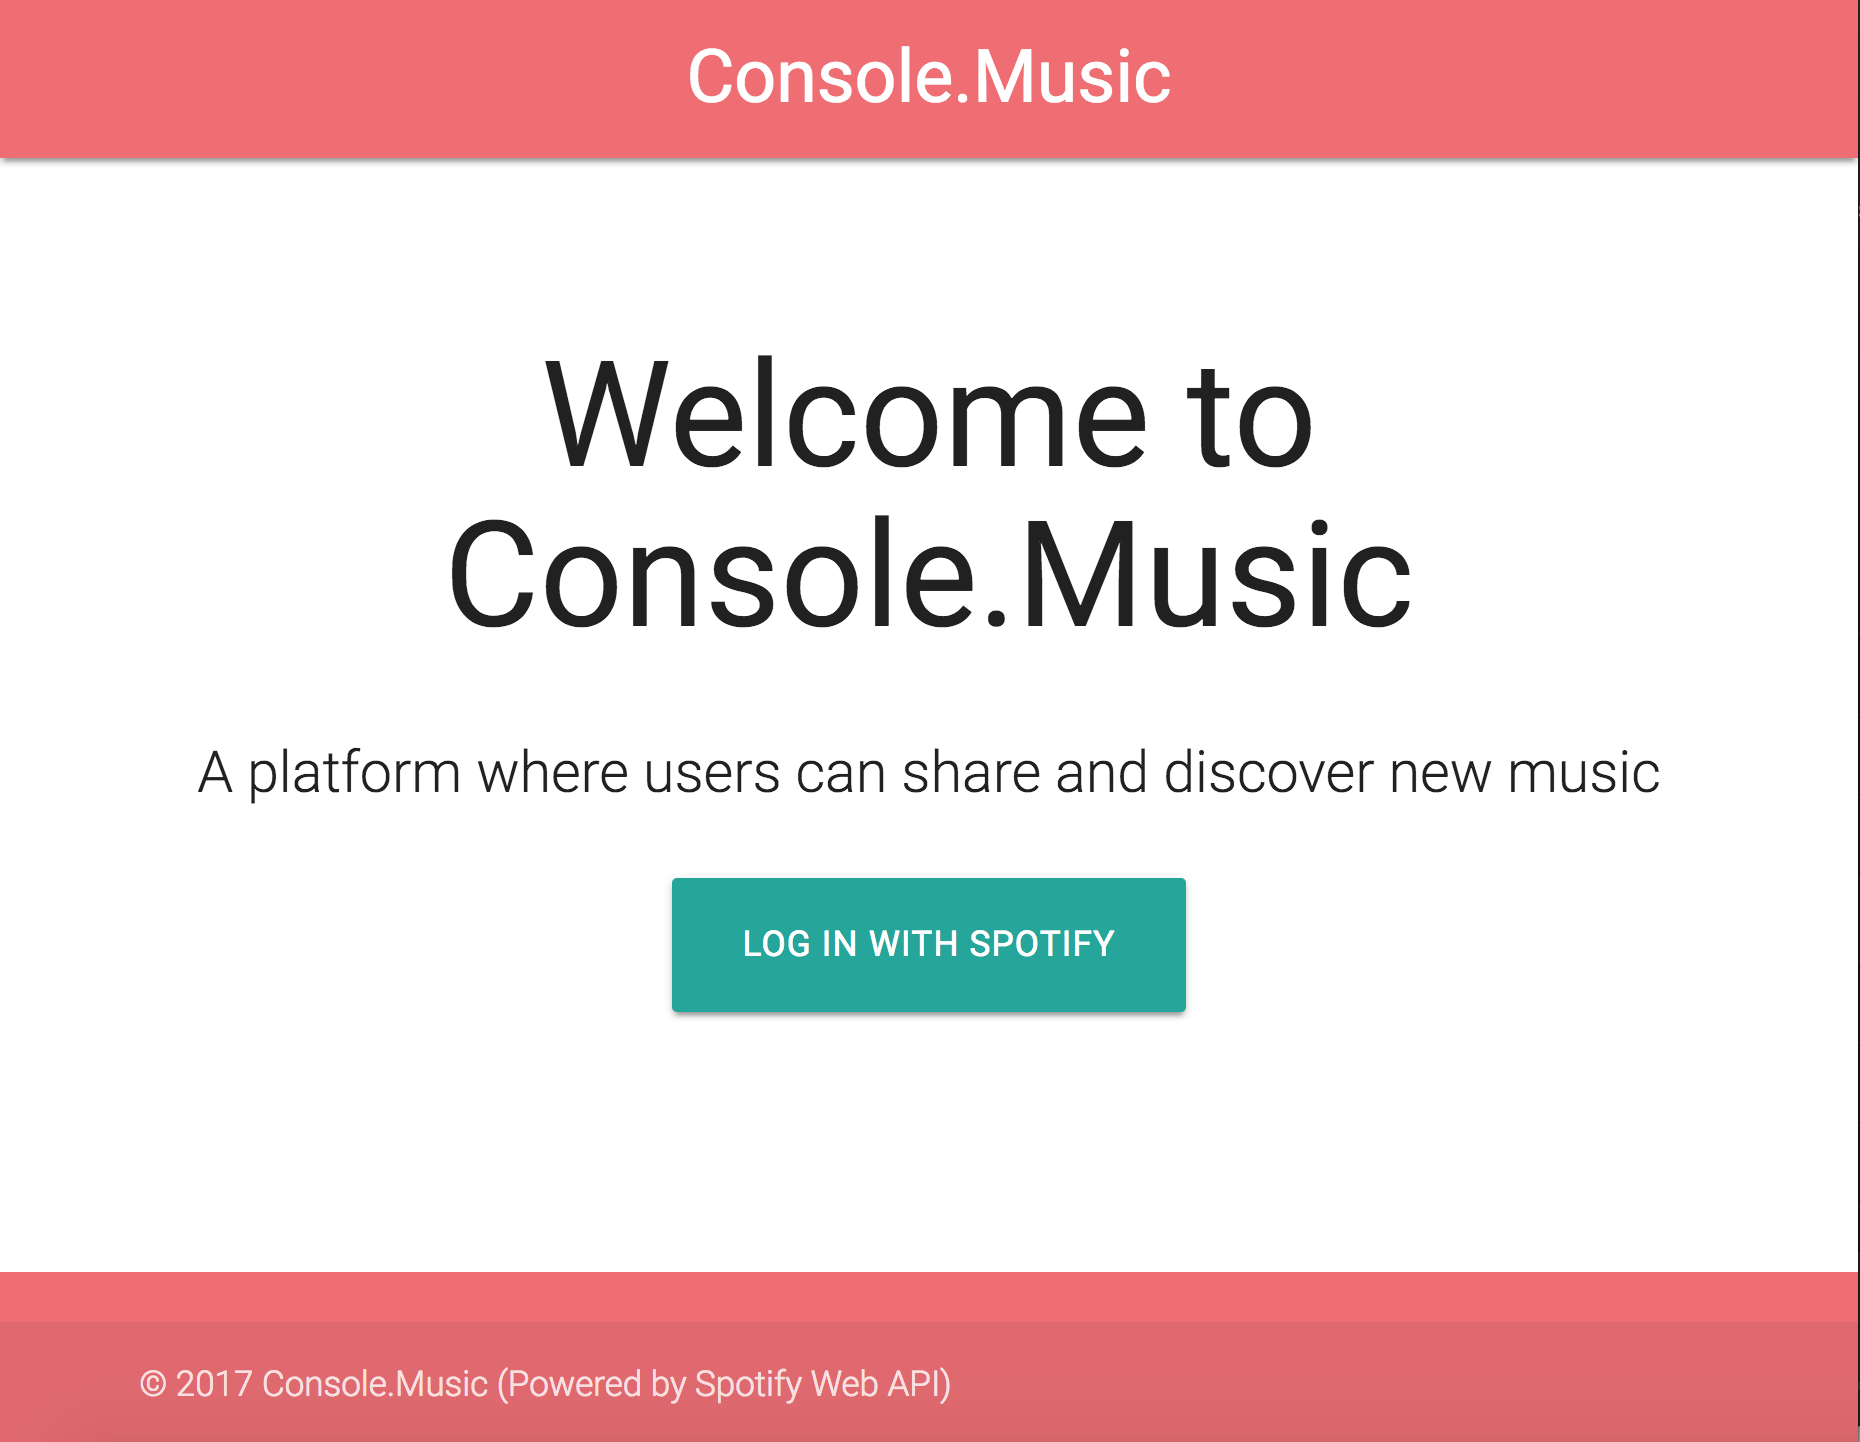 Console.Music
Welcome to
Console.Music
A platform where users can share and discover new music
LOG IN WITH SPOTIFY
© 2017 Console.Music (Powered by Spotify Web API)